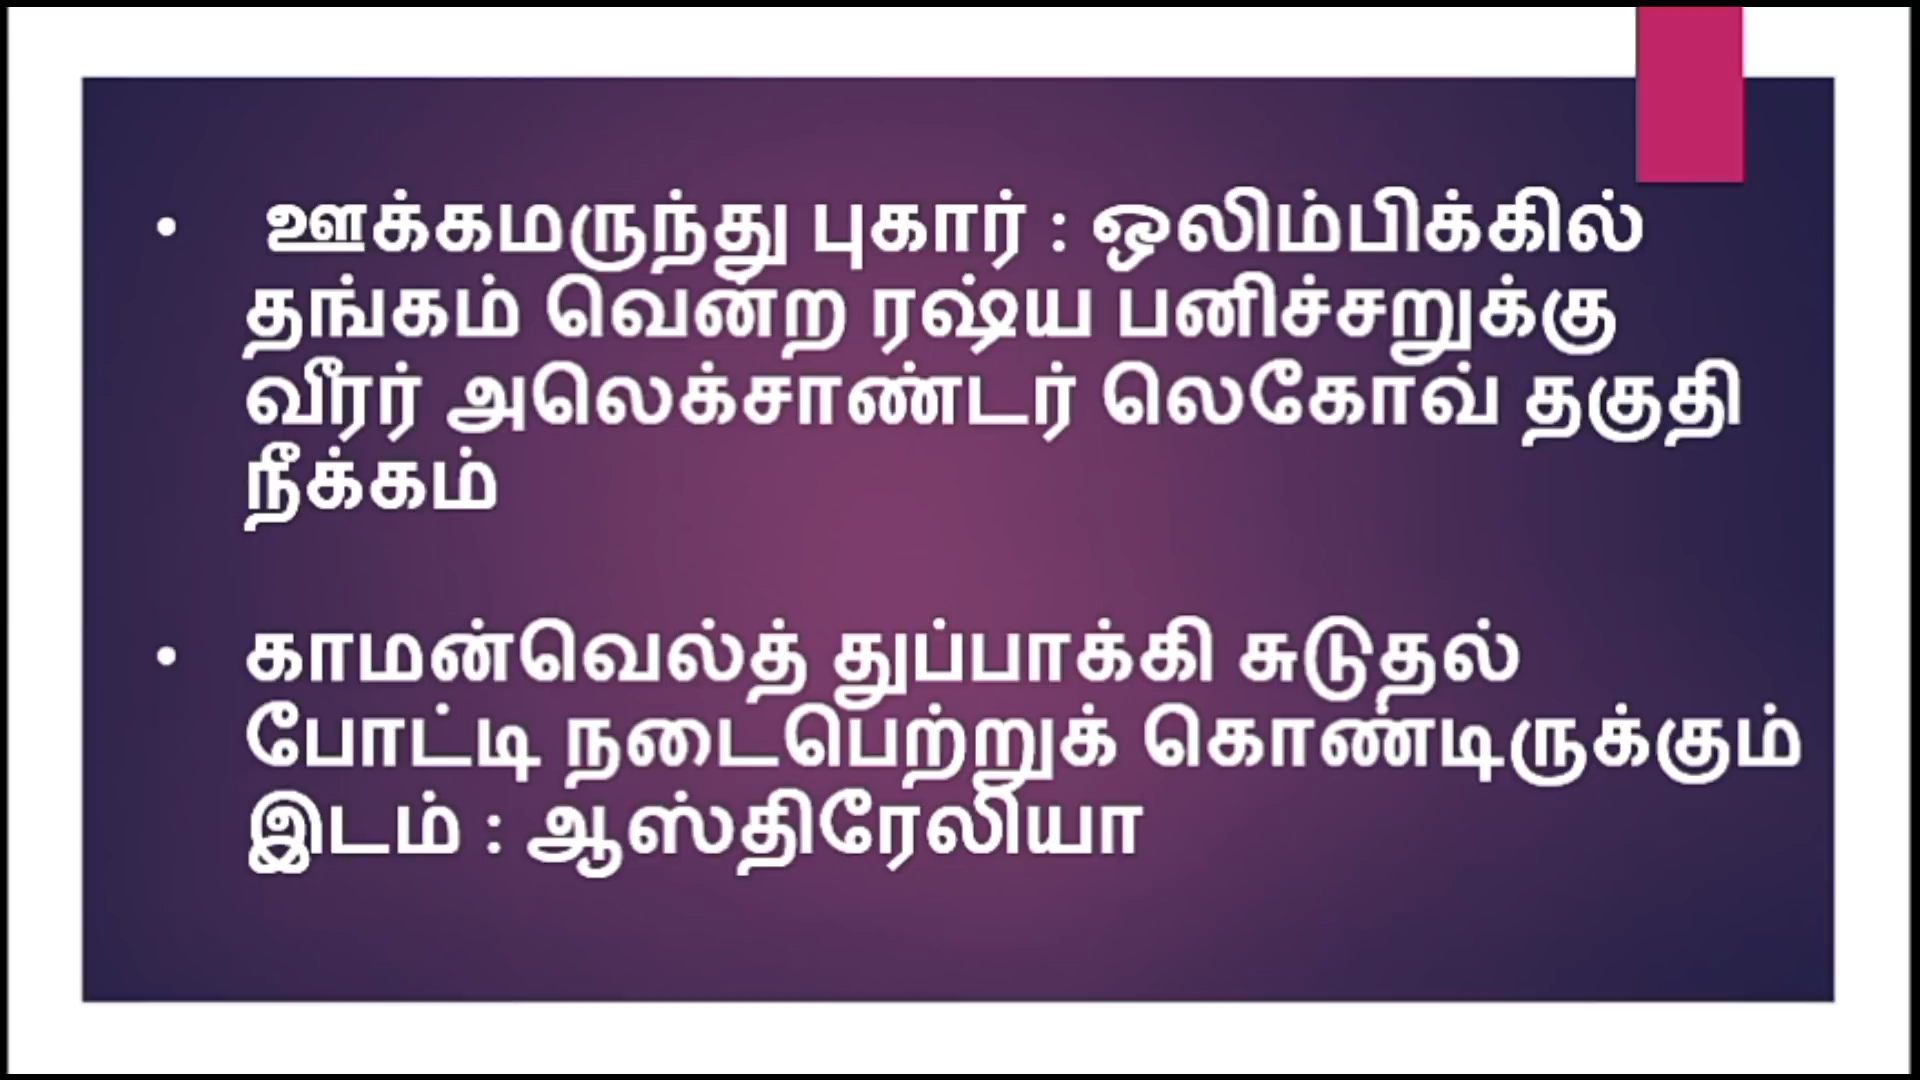 • ஊக்கமருந்து புகார் : ஒலிம்பிக்கில்
தங்கம் வென்ற ரஷ்ய பனிச்சறுக்கு
வீரர் அலெக்சாண்டர் லெகோவ் தகுதி
நீக்கம்
• காமன்வெல்த் துப்பாக்கி சுடுதல்
போட்டி நடைபெற்றுக் கொண்டிருக்கும்
இடம் : ஆஸ்திரேலியா